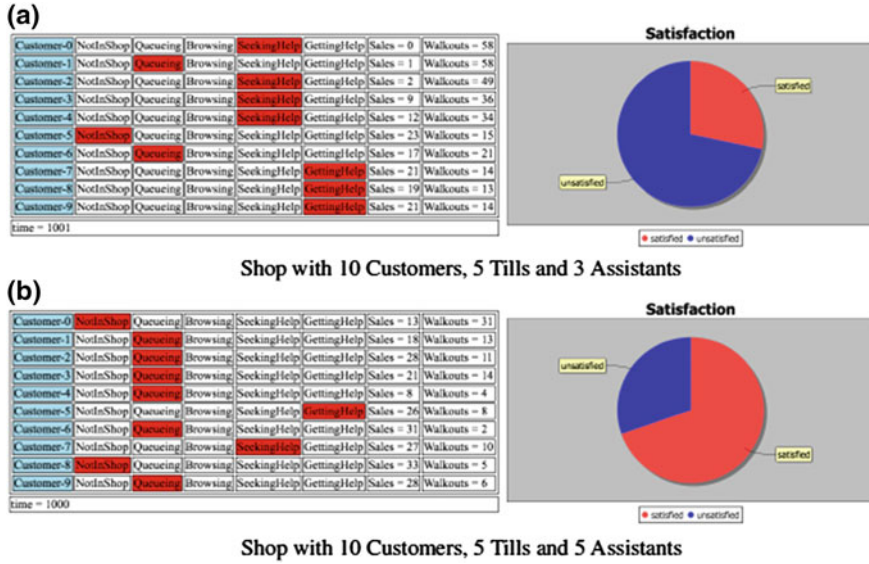 (a)
Customer-0 NotInShop Queueing Browsing SeekingHelp GettingHelp Sales = 0 Walkouts = 58
Customer-1 NotInShop Queueing Browsing SeekingHelp GettingHelp Sales = 1 Walkouts = 58
Customer-2 NotInShop Queueing Browsing SeekingHelp GettingHelp Sales = 2 Walkouts = 49
Customer-3 NotInShop Queueing Browsing SeekingHelp GettingHelp Sales = 9 Walkouts = 36
Customer-4 NotInShop Queueing Browsing SeekingHelp GettingHelp Sales = 12 Walkouts = 34
Customer-5 NotInShop Queueing Browsing SeekingHelp GettingHelp Sales = 23 Walkouts = 15
Customer-6 NotInShop Queueing Browsing SeekingHelp GettingHelp Sales = 17 Walkouts = 21
Customer-7 NotInShop Queueing Browsing SeekingHelp GettingHelp Sales = 21 Walkouts = 14
Customer-8 NotInShop Queueing Browsing SeekingHelp GettingHelp Sales = 19 Walkouts = 13
Customer-9 NotInShop Queueing Browsing SeekingHelp GettingHelp Sales = 21 Walkouts = 14
time = 1001
Satisfaction
satisfied
unsatisfied
satisfied unsatisfied
Shop with 10 Customers, 5 Tills and 3 Assistants
(b)
Customer-0 NotInShop Queueing Browsing SeekingHelp GettingHelp Sales = 13 Walkouts = 31
Customer-1 NotInShop Queueing Browsing SeekingHelp GettingHelp Sales = 18 Walkouts = 13
Customer-2 NotInShop Queueing Browsing SeekingHelp GettingHelp Sales = 28 Walkouts = 11
Customer-3 NotInShop Queueing Browsing SeekingHelp GettingHelp Sales = 21 Walkouts = 14
Customer-4 NotInShop Queueing Browsing SeekingHelp GettingHelp Sales = 8 Walkouts = 4
Customer-5 NotInShop Queueing Browsing SeekingHelp GettingHelp Sales = 26 Walkouts = 8
Customer-6 NotInShop Queueing Browsing SeekingHelp GettingHelp Sales = 31 Walkouts = 2
Customer-7 NotInShop Queueing Browsing SeekingHelp GettingHelp Sales = 27 Walkouts = 10
Customer-8 NotInShop Queueing Browsing SeekingHelp GettingHelp Sales = 33 Walkouts = 5
Customer-9 NotInShop Queueing Browsing SeekingHelp GettingHelp Sales = 28 Walkouts = 6
time = 1000
Satisfaction
unsatisfied
satisfied
satisfied unsatisfied
Shop with 10 Customers, 5 Tills and 5 Assistants